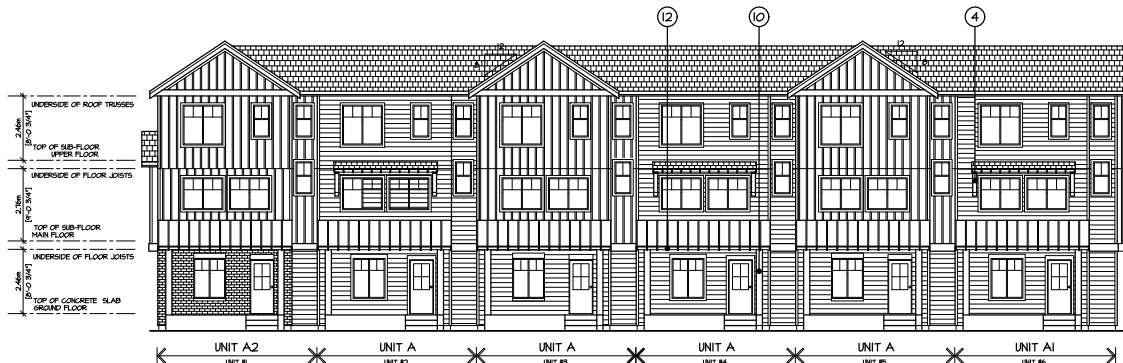 12
10
4
12
8
12
8
UNDERSIDE OF ROOF TRUSSES
2.46m
[8'-0 3/4"]
TOP OF SUB-FLOOR
UPPER FLOOR
UNDERSIDE OF FLOOR JOISTS
2.76m
[9'-0 3/4"]
TOP OF SUB-FLOOR
MAIN FLOOR
UNDERSIDE OF FLOOR JOISTS
2.46m
[8'-0 3/4"]
TOP OF CONCRETE SLAB
GROUND FLOOR
UNIT A2
UNIT A
UNIT A
UNIT A
UNIT A
UNIT A1
UNIT #1
UNIT #2
UNIT #3
UNIT #4
UNIT #5
UNIT #6